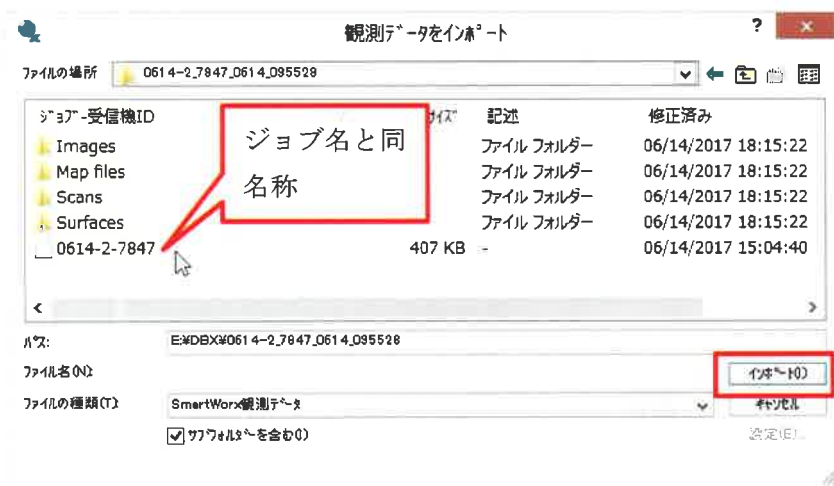 観測ﾃﾞｰﾀをｲﾝﾎﾟｰﾄ
?
ﾌｧｲﾙの場所 0614-2_7847_0614_095528
ｼﾞｮﾌﾞ-受信機ID ｻｲｽﾞ 記述 修正済み
Images ファイル フォルダー 06/14/2017 18:15:22
Map files ファイル フォルダー 06/14/2017 18:15:22
Scans ファイル フォルダー 06/14/2017 18:15:22
Surfaces ファイル フォルダー 06/14/2017 18:15:22
0614-2-7847 407 KB - 06/14/2017 15:04:40
ジョブ名と同
名称
ﾊﾟｽ: E:¥DBX¥0614-2_7847_0614_095528
ﾌｧｲﾙ名(N): ｲﾝﾎﾟｰﾄ(I)
ﾌｧｲﾙの種類(T): SmartWorx観測ﾃﾞｰﾀ ｷｬﾝｾﾙ
ｻﾌﾞﾌｫﾙﾀﾞｰを含む(I) 設定(E)...